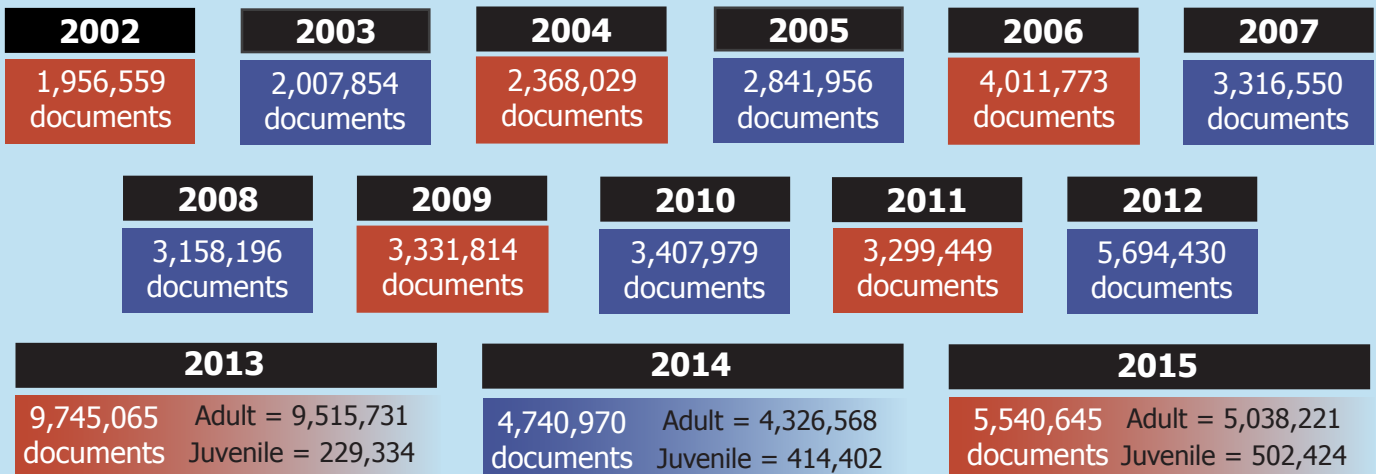 2002 2003 2004 2005 2006 2007
1,956,559 2,007,854 2,368,029 2,841,956 4,011,773 3,316,550
documents documents documents documents documents documents
2008 2009 2010 2011 2012
3,158,196 3,331,814 3,407,979 3,299,449 5,694,430
documents documents documents documents documents
2013 2014 2015
9,745,065 Adult = 9,515,731 4,740,970 Adult = 4,326,568 5,540,645 Adult = 5,038,221
documents Juvenile = 229,334 documents Juvenile = 414,402 documents Juvenile = 502,424